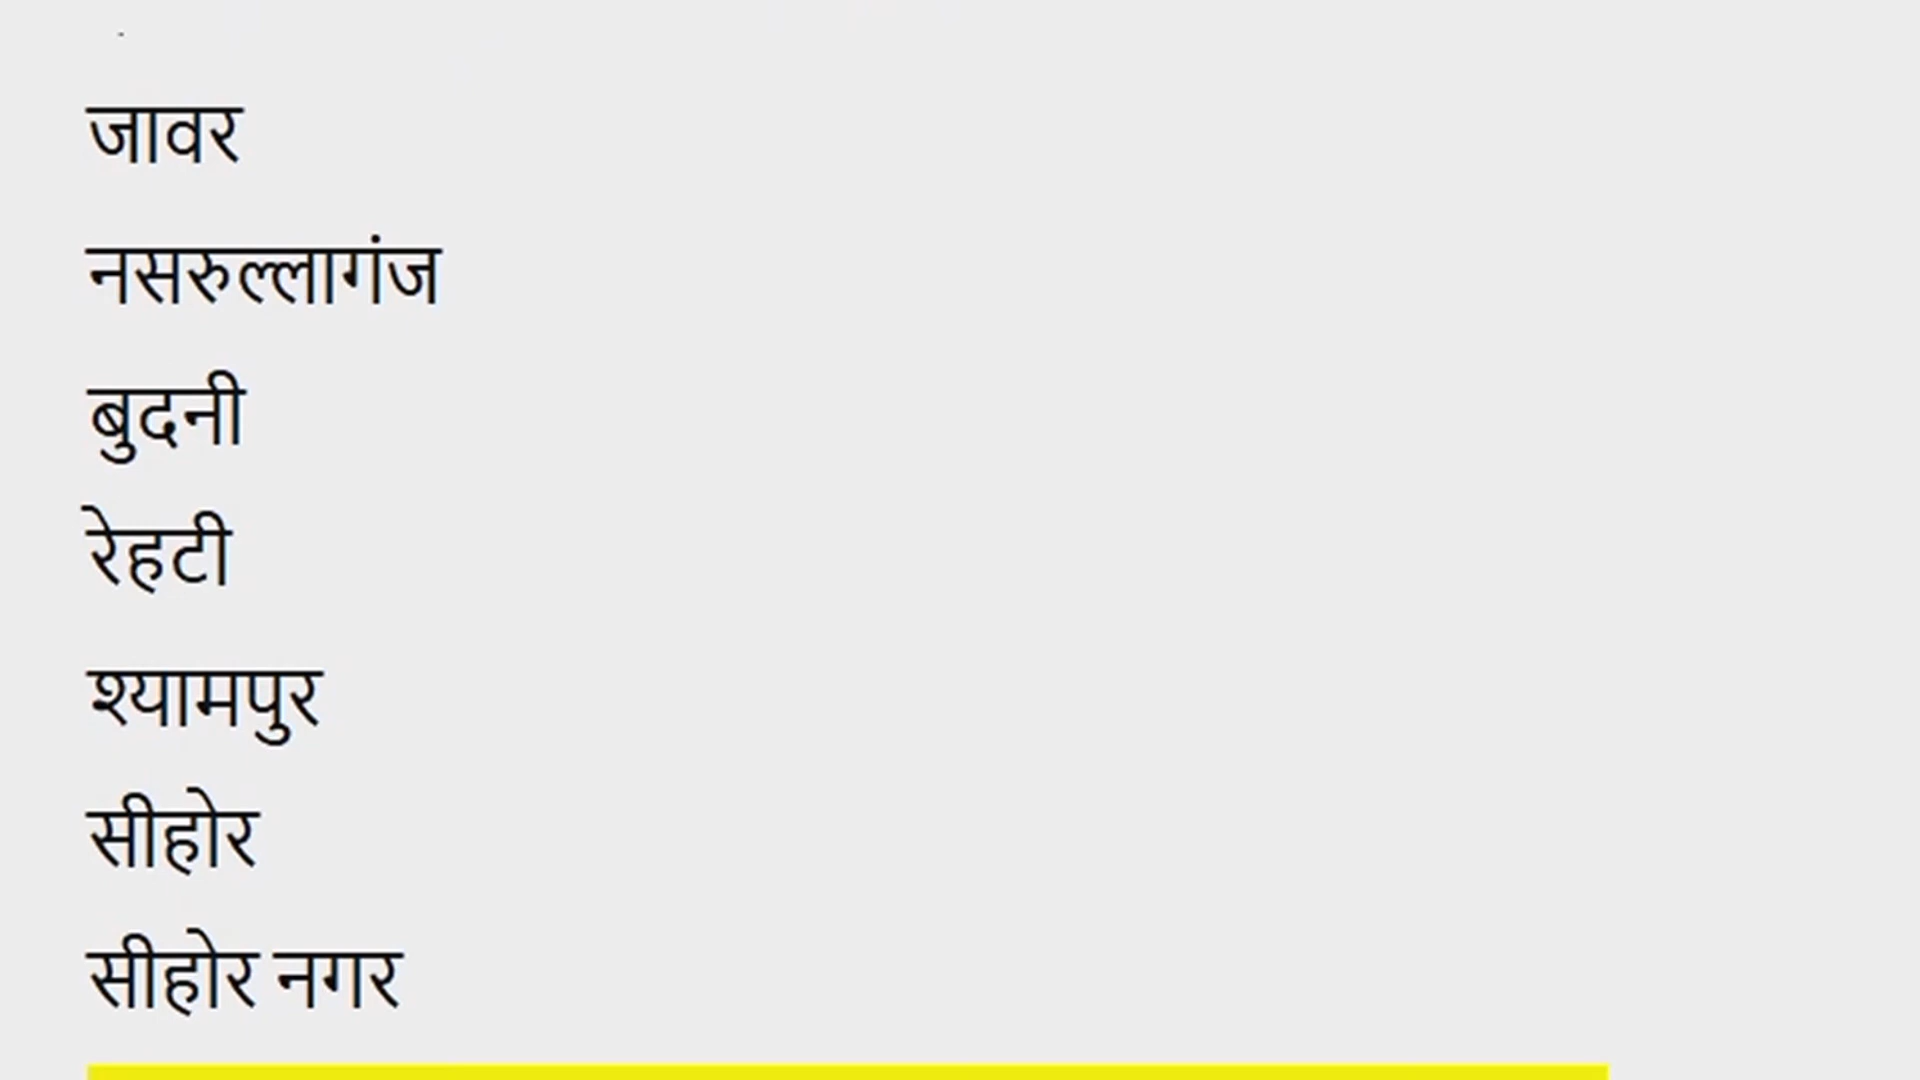 जावर
नसरुल्लागंज
बुदनी
रेहटी
श्यामपुर
सीहोर
सीहोर नगर